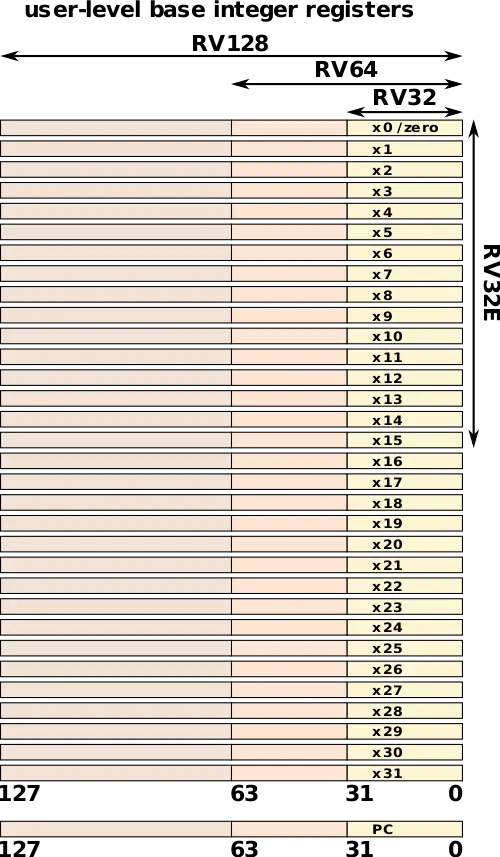 user-level base integer registers
RV128
RV64
RV32
x0/zero
x1
x2
x3
x4
x5
x6
x7
x8
x9
x10
x11
x12
x13
x14
x15
RV32E
x16
x17
x18
x19
x20
x21
x22
x23
x24
x25
x26
x27
x28
x29
x30
x31
127 63 31 0
PC
127 63 31 0